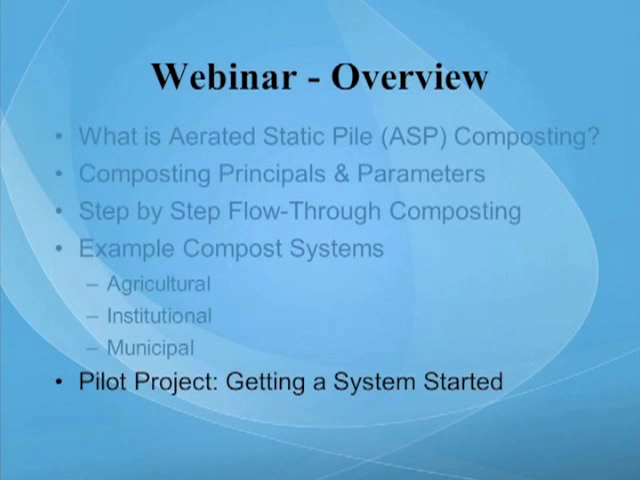 Webinar - Overview
• What is Aerated Static Pile (ASP) Composting?
• Composting Principals & Parameters
• Step by Step Flow-Through Composting
• Example Compost Systems
– Agricultural
– Institutional
– Municipal
• Pilot Project: Getting a System Started